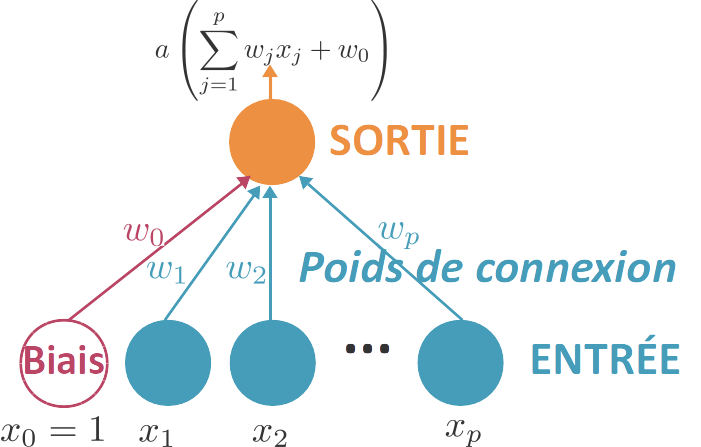 a(∑_{j=1}^{p} w_j x_j + w_0)
SORTIE
w_0
w_1
w_2
w_p
Poids de connexion
Biais
...
ENTRÉE
x_0 = 1
x_1
x_2
x_p